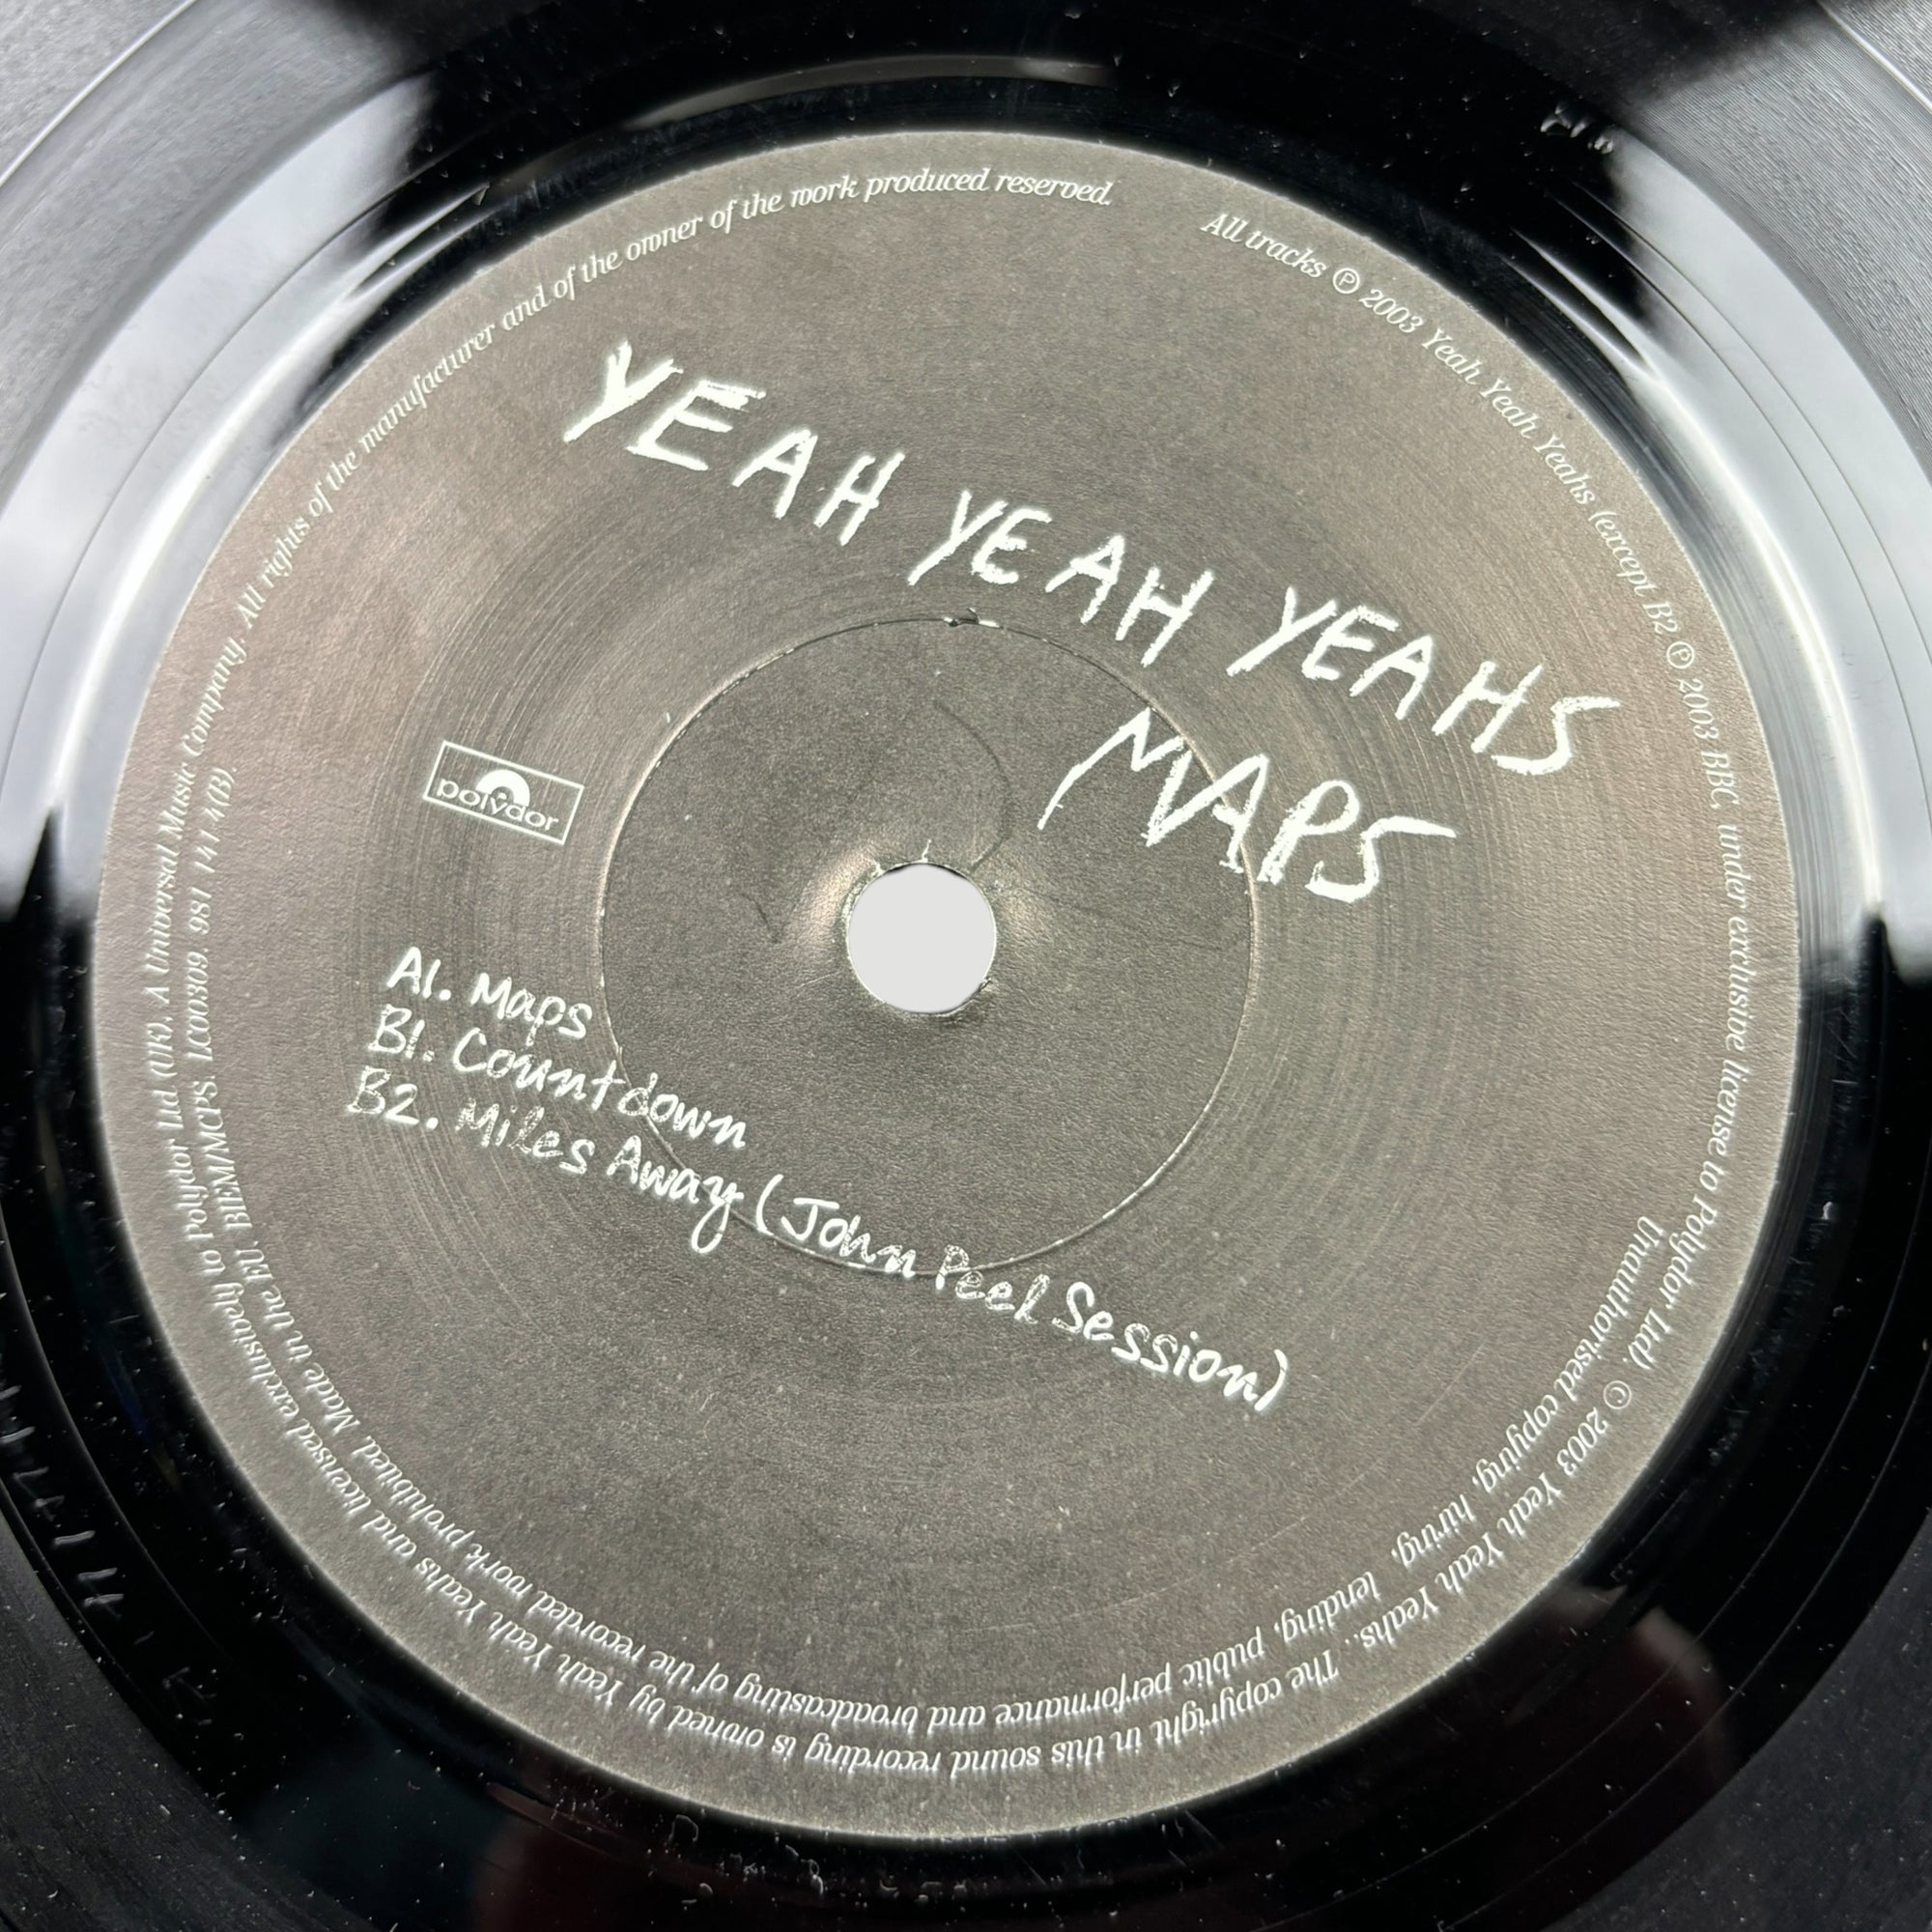 YEAH YEAH YEAHS
MAPS
polydor
A1. Maps
B1. Countdown
B2. Miles Away (John Peel Session)
All tracks ℗ 2003 Yeah Yeah Yeahs (except B2 ℗ 2003 BBC, under exclusive license to Polydor Ltd). © 2003 Yeah Yeah Yeahs.. The copyright in this sound recording is owned by Yeah Yeah Yeahs and licensed exclusively to Polydor Ltd (UK). A Universal Music Company. All rights of the manufacturer and of the owner of the work produced reserved.
Unauthorised copying, hiring, lending, public performance and broadcasting of the recorded work prohibited. Made in the EU. BIEM/MCPS. LC00309. 981 141 4(B).